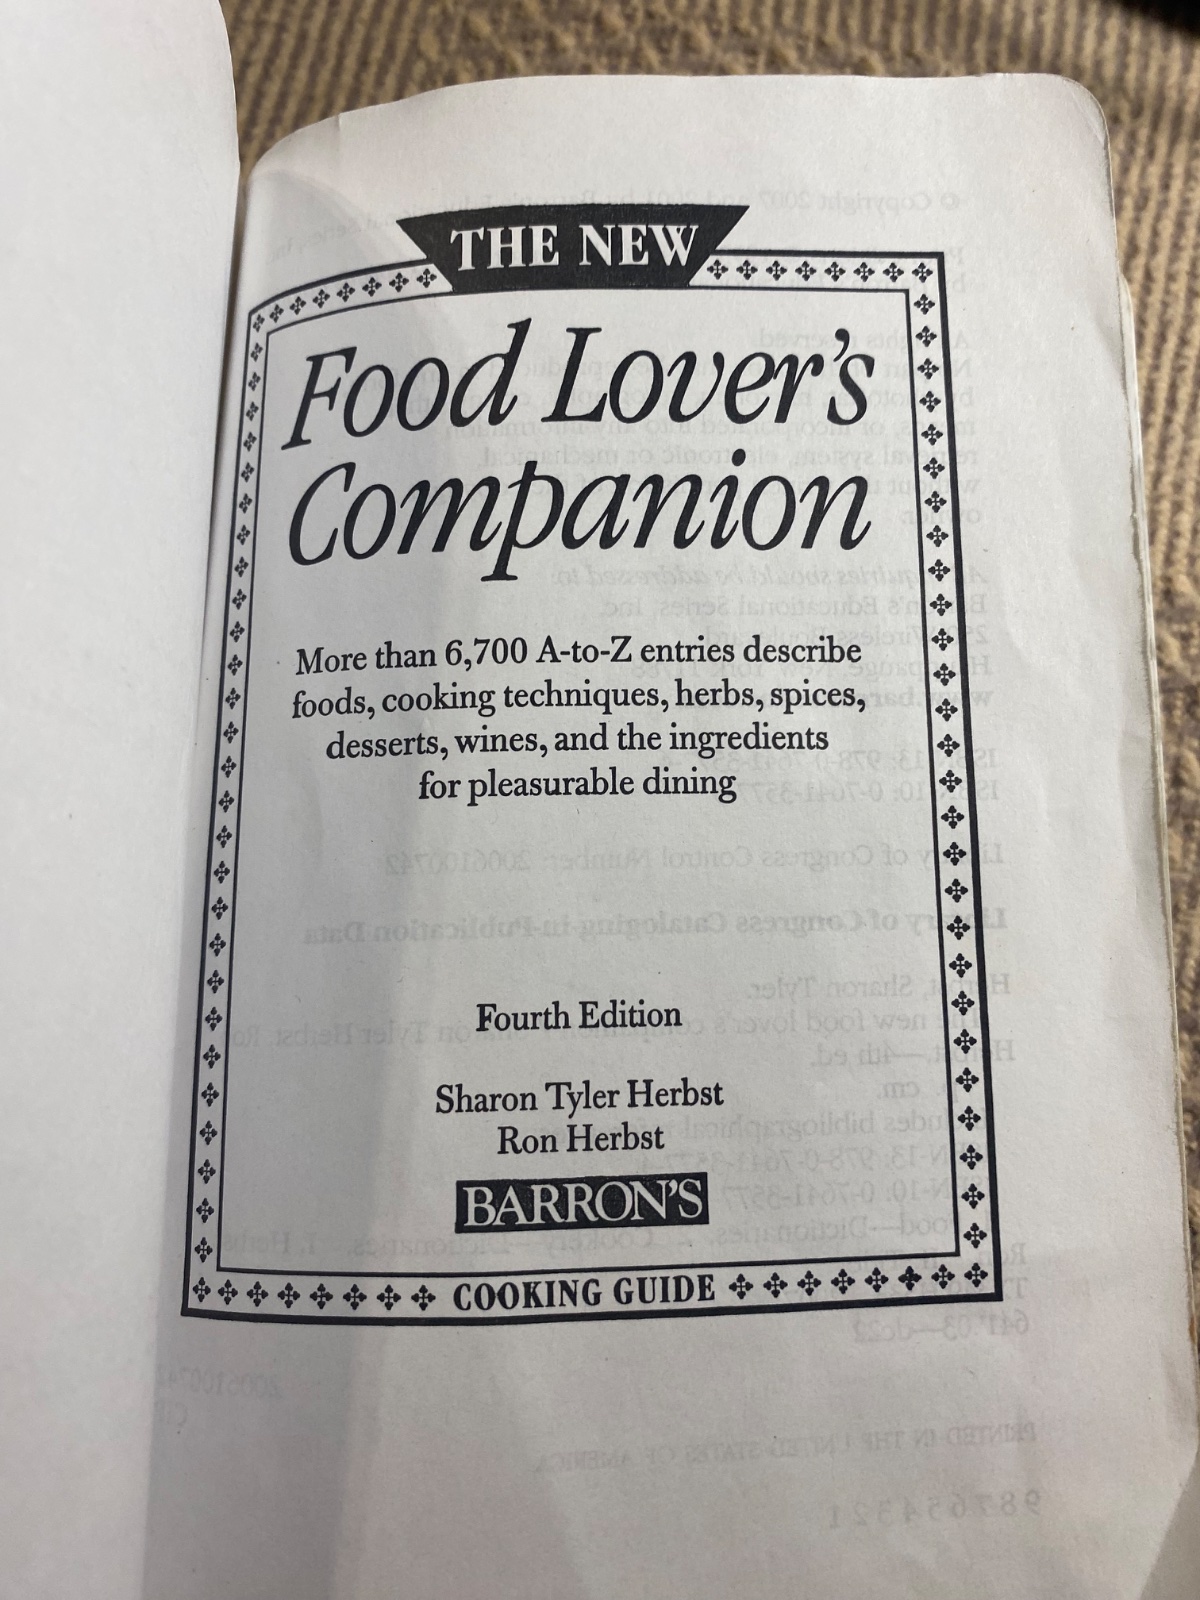 THE NEW
Food Lover's
Companion
More than 6,700 A-to-Z entries describe
foods, cooking techniques, herbs, spices,
desserts, wines, and the ingredients
for pleasurable dining
Fourth Edition
Sharon Tyler Herbst
Ron Herbst
BARRON'S
COOKING GUIDE